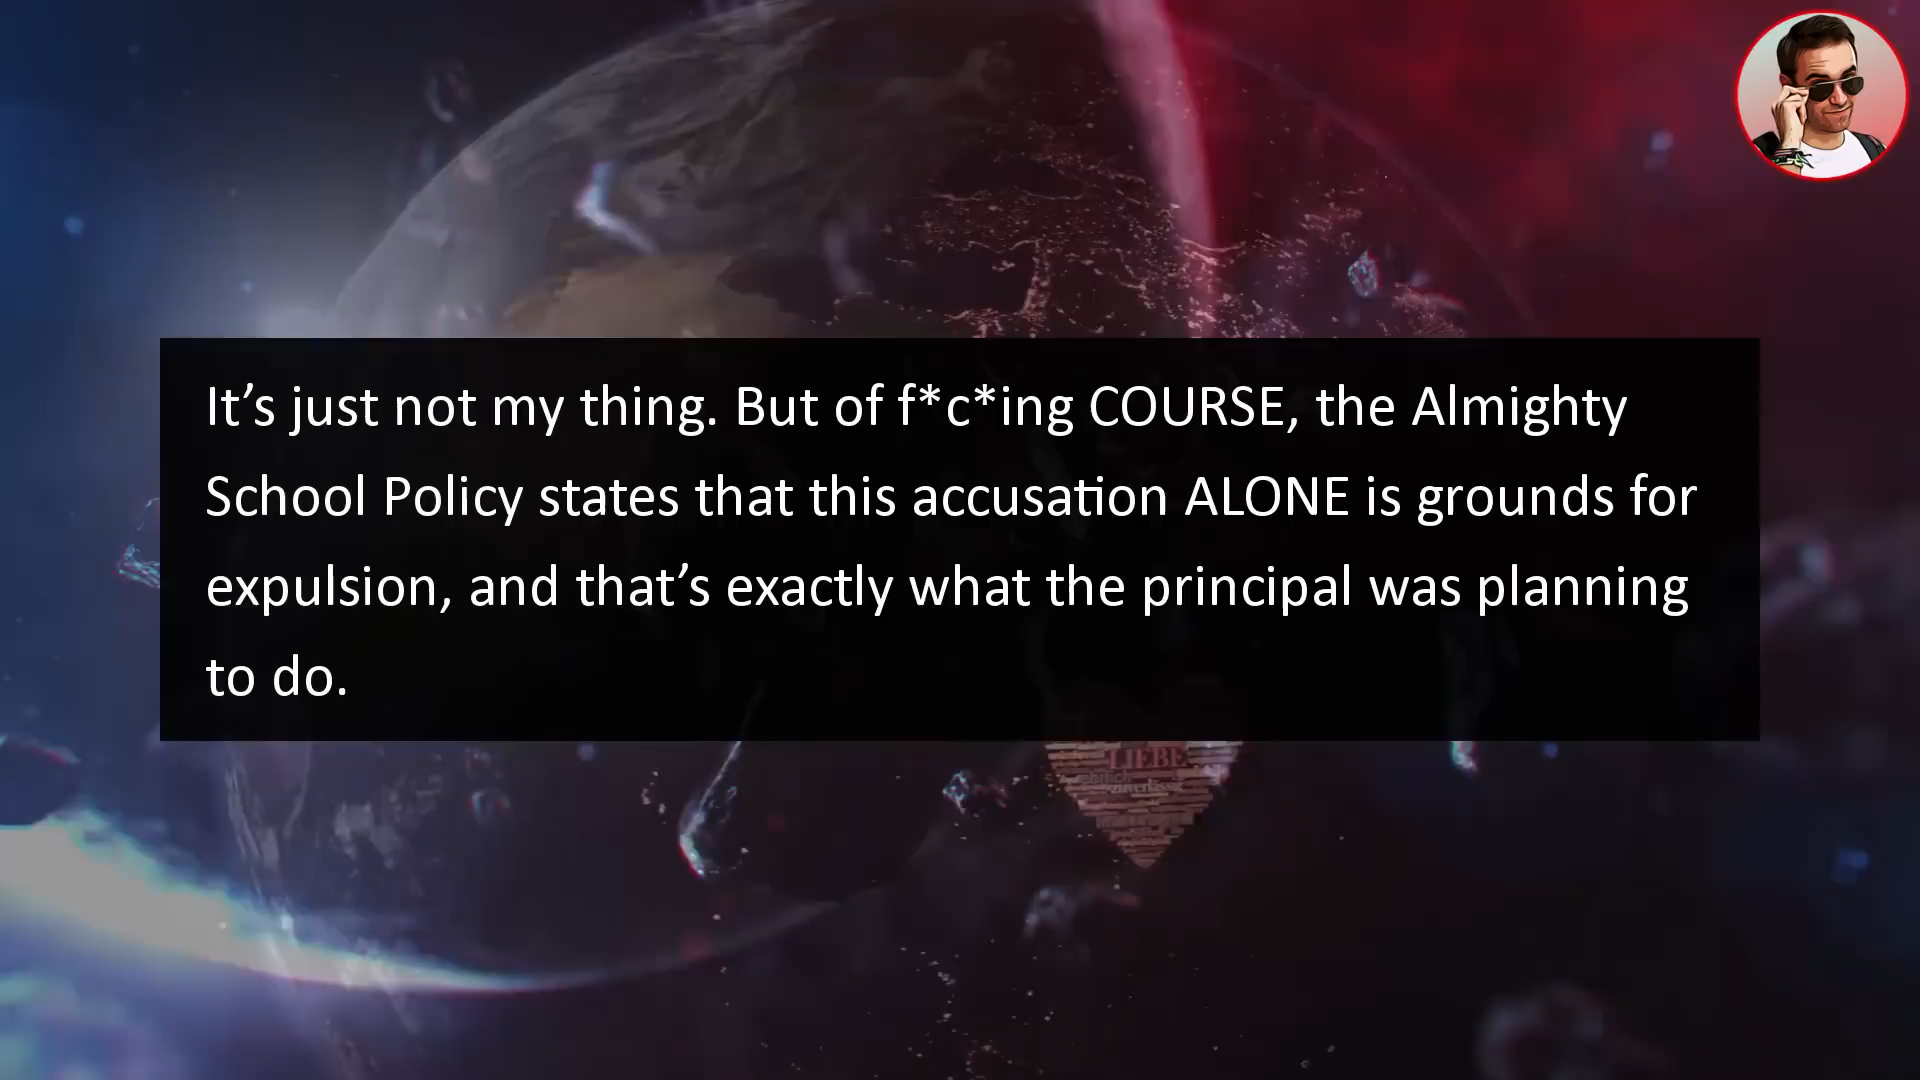 It’s just not my thing. But of f*c*ing COURSE, the Almighty
School Policy states that this accusation ALONE is grounds for
expulsion, and that’s exactly what the principal was planning
to do.
LIEBE
ehrlich